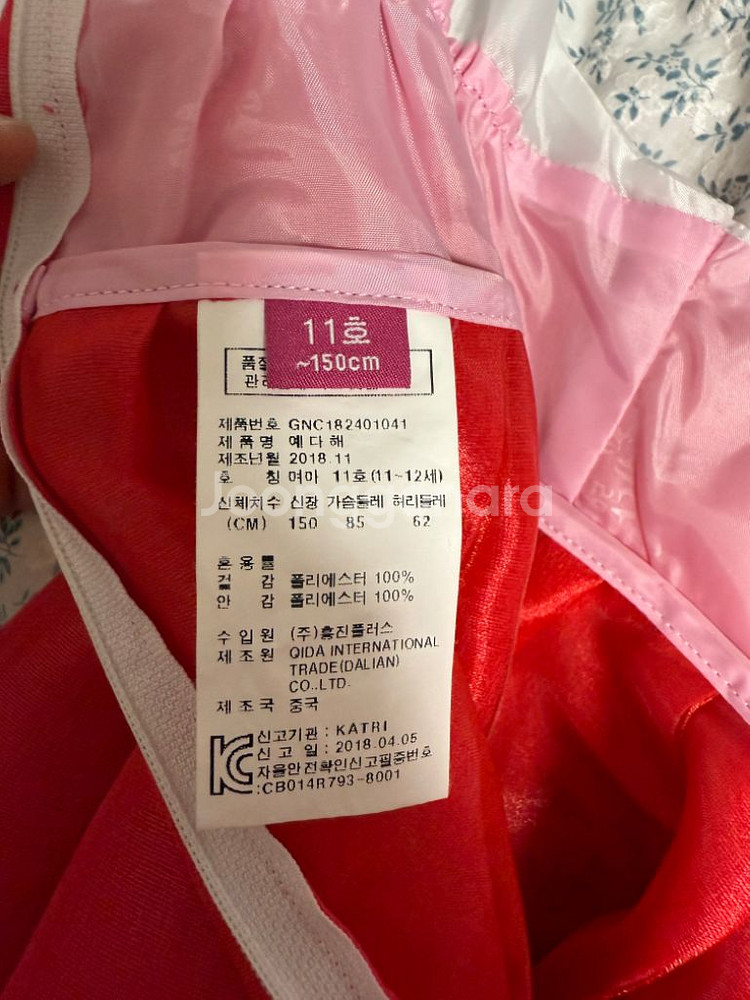 11호
~150cm
품질
관리
제품번호 GNC182401041
제 품 명 예다해
제조년월 2018.11
호 칭 여아 11호(11~12세)
신체치수 신장 가슴둘레 허리둘레
(CM) 150 85 62
혼용률
겉 감 폴리에스터 100%
안 감 폴리에스터 100%
수 입 원 (주)흥진플러스
제 조 원 QIDA INTERNATIONAL
TRADE(DALIAN)
CO.,LTD.
제 조 국 중국
신고기관 : KATRI
신 고 일 : 2018.04.05
자율안전확인신고필증번호
:CB014R793-8001
Joonggonara